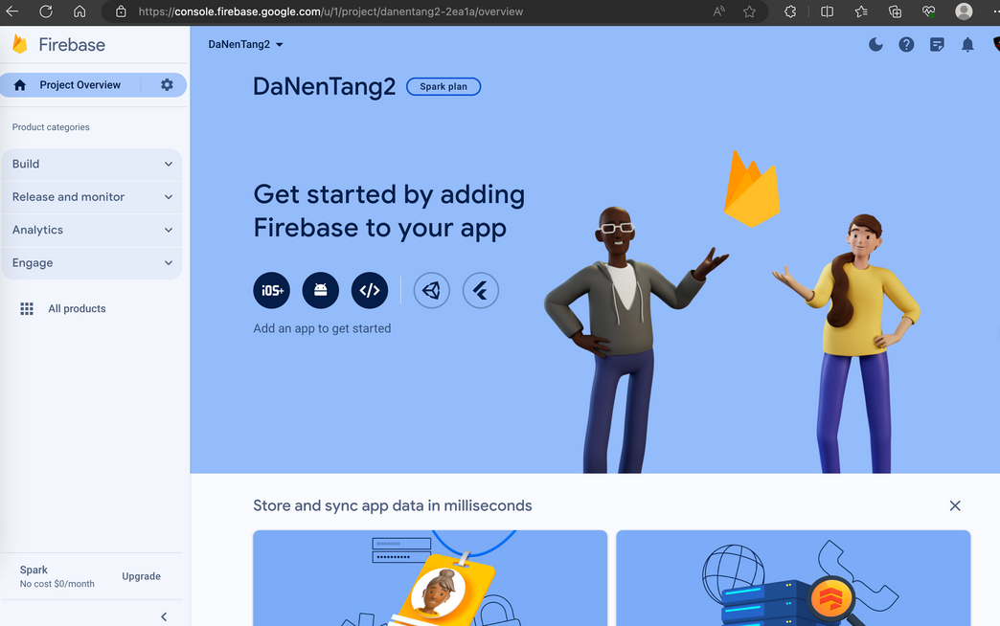 https://console.firebase.google.com/u/1/project/danentang2-2ea1a/overview
Firebase
DaNenTang2
Project Overview
DaNenTang2
Spark plan
Product categories
Build
Release and monitor
Analytics
Engage
All products
Get started by adding
Firebase to your app
iOS+
Add an app to get started
Store and sync app data in milliseconds
Spark
No cost $0/month
Upgrade